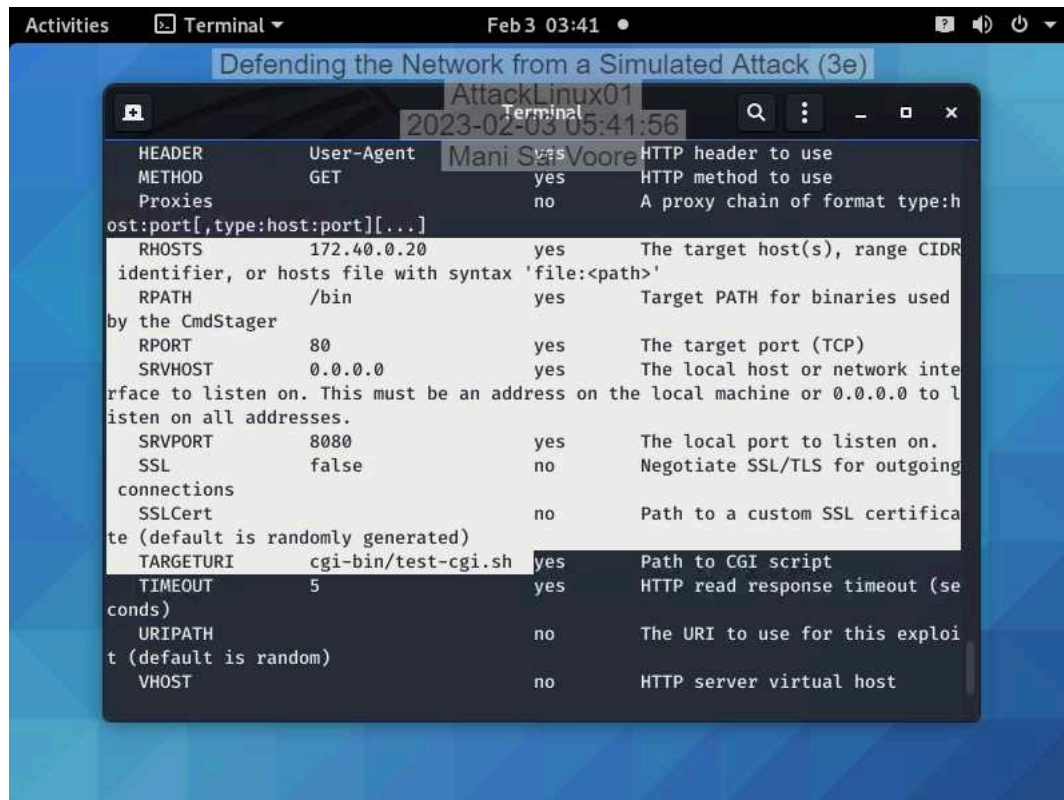 Activities Terminal Feb 3 03:41
Defending the Network from a Simulated Attack (3e)
AttackLinux01
Terminal
2023-02-03 05:41:56
Mani Sai Voore
HEADER User-Agent yes HTTP header to use
METHOD GET yes HTTP method to use
Proxies no A proxy chain of format type:h
ost:port[,type:host:port][...]
RHOSTS 172.40.0.20 yes The target host(s), range CIDR
identifier, or hosts file with syntax 'file:<path>'
RPATH /bin yes Target PATH for binaries used
by the CmdStager
RPORT 80 yes The target port (TCP)
SRVHOST 0.0.0.0 yes The local host or network inte
rface to listen on. This must be an address on the local machine or 0.0.0.0 to l
isten on all addresses.
SRVPORT 8080 yes The local port to listen on.
SSL false no Negotiate SSL/TLS for outgoing
connections
SSLCert no Path to a custom SSL certifica
te (default is randomly generated)
TARGETURI cgi-bin/test-cgi.sh yes Path to CGI script
TIMEOUT 5 yes HTTP read response timeout (se
conds)
URIPATH no The URI to use for this exploi
t (default is random)
VHOST no HTTP server virtual host